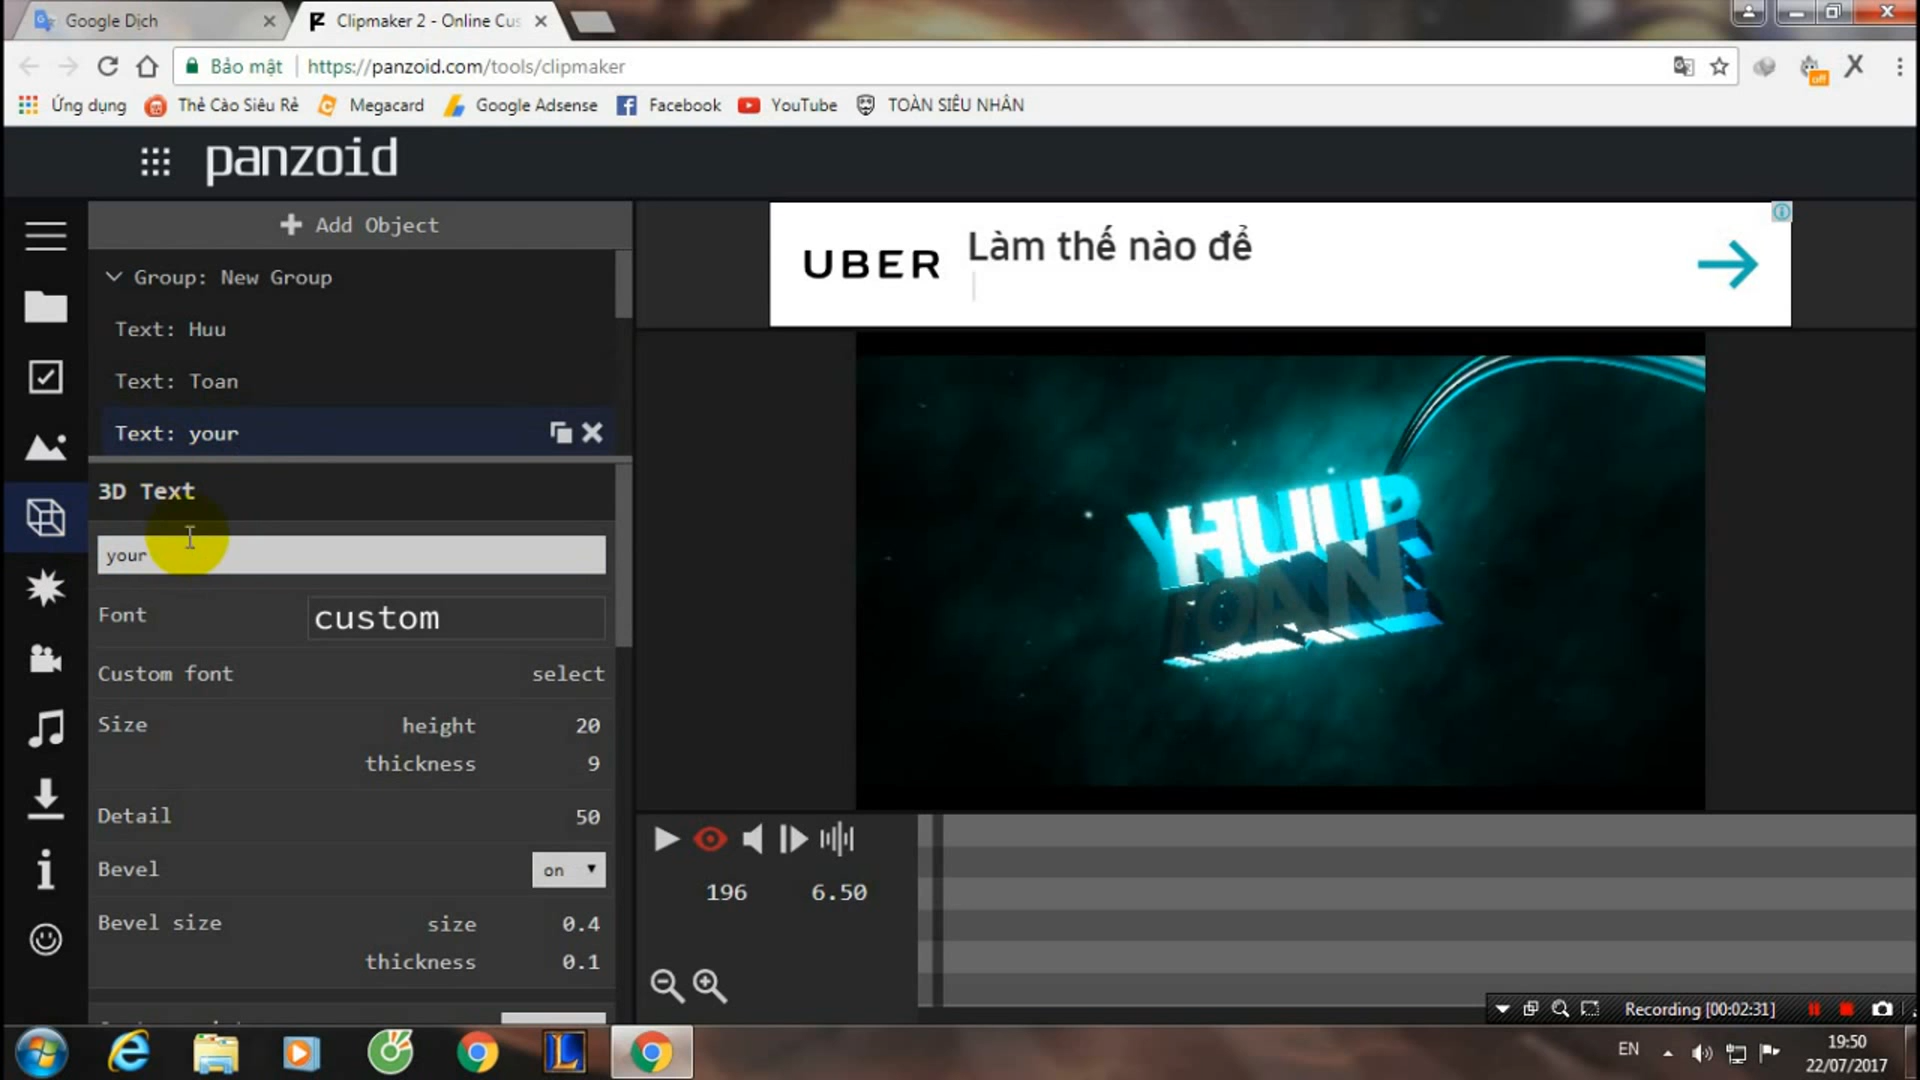 Google Dịch
Clipmaker 2 - Online Cus
Bảo mật
https://panzoid.com/tools/clipmaker
off
Ứng dụng
Thẻ Cào Siêu Rẻ
Megacard
Google Adsense
Facebook
YouTube
TOÀN SIÊU NHÂN
panzoid
Add Object
Group: New Group
Text: Huu
Text: Toan
Text: your
UBER
Làm thế nào để
3D Text
your
Font
custom
Custom font
select
Size
height
20
thickness
9
Detail
50
Bevel
on
Bevel size
size
0.4
thickness
0.1
HUU
TOAN
196
6.50
Recording [00:02:31]
EN
19:50
22/07/2017